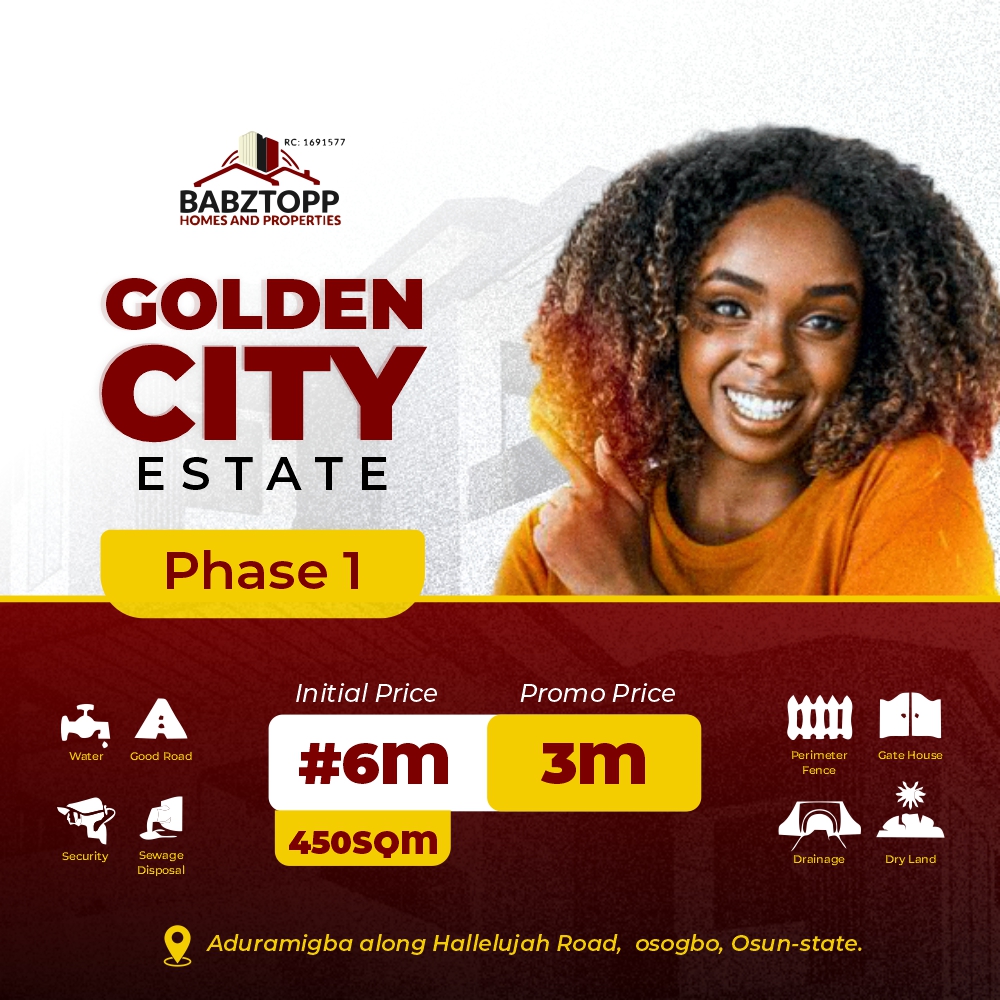 RC: 1691577
BABZTOPP
HOMES AND PROPERTIES
GOLDEN
CITY
ESTATE
Phase 1
Initial Price
Promo Price
#6m
3m
450sqm
Water
Good Road
Security
Sewage
Disposal
Perimeter
Fence
Gate House
Drainage
Dry Land
Aduramigba along Hallelujah Road, osogbo, Osun-state.